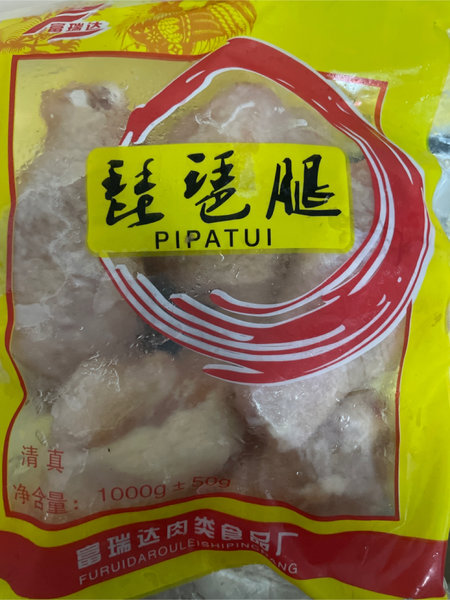 富瑞达
琵琶腿
PIPATUI
清真
净含量: 1000g±50g
富瑞达肉类食品厂